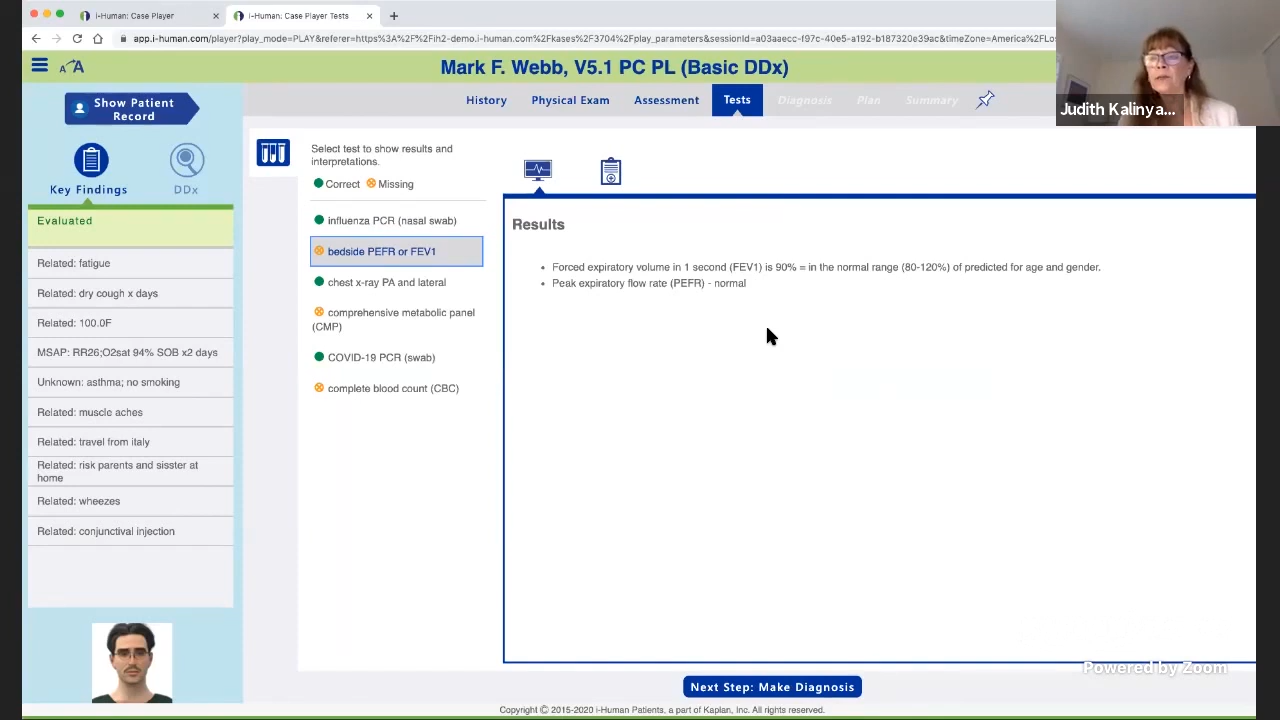 i-Human: Case Player
i-Human: Case Player Tests
app.i-human.com/player?play_mode=PLAY&referer=https%3A%2F%2Fih2-demo.i-human.com%2Fkases%2F3704%2Fplay_parameters&sessionId=a03aaecc-f97c-40e5-a192-b187320e39ac&timeZone=America%2FLos
Judith Kalinya...
AA
Mark F. Webb, V5.1 PC PL (Basic DDx)
Show Patient
Record
History
Physical Exam
Assessment
Tests
Diagnosis
Plan
Summary
Key Findings
DDx
Evaluated
Related: fatigue
Related: dry cough x days
Related: 100.0F
MSAP: RR26;O2sat 94% SOB x2 days
Unknown: asthma; no smoking
Related: muscle aches
Related: travel from italy
Related: risk parents and sisster at
home
Related: wheezes
Related: conjunctival injection
Select test to show results and
interpretations.
Correct
Missing
influenza PCR (nasal swab)
bedside PEFR or FEV1
chest x-ray PA and lateral
comprehensive metabolic panel
(CMP)
COVID-19 PCR (swab)
complete blood count (CBC)
Results
• Forced expiratory volume in 1 second (FEV1) is 90% = in the normal range (80-120%) of predicted for age and gender.
• Peak expiratory flow rate (PEFR) - normal
Powered by Zoom
Next Step: Make Diagnosis
Copyright © 2015-2020 i-Human Patients, a part of Kaplan, Inc. All rights reserved.